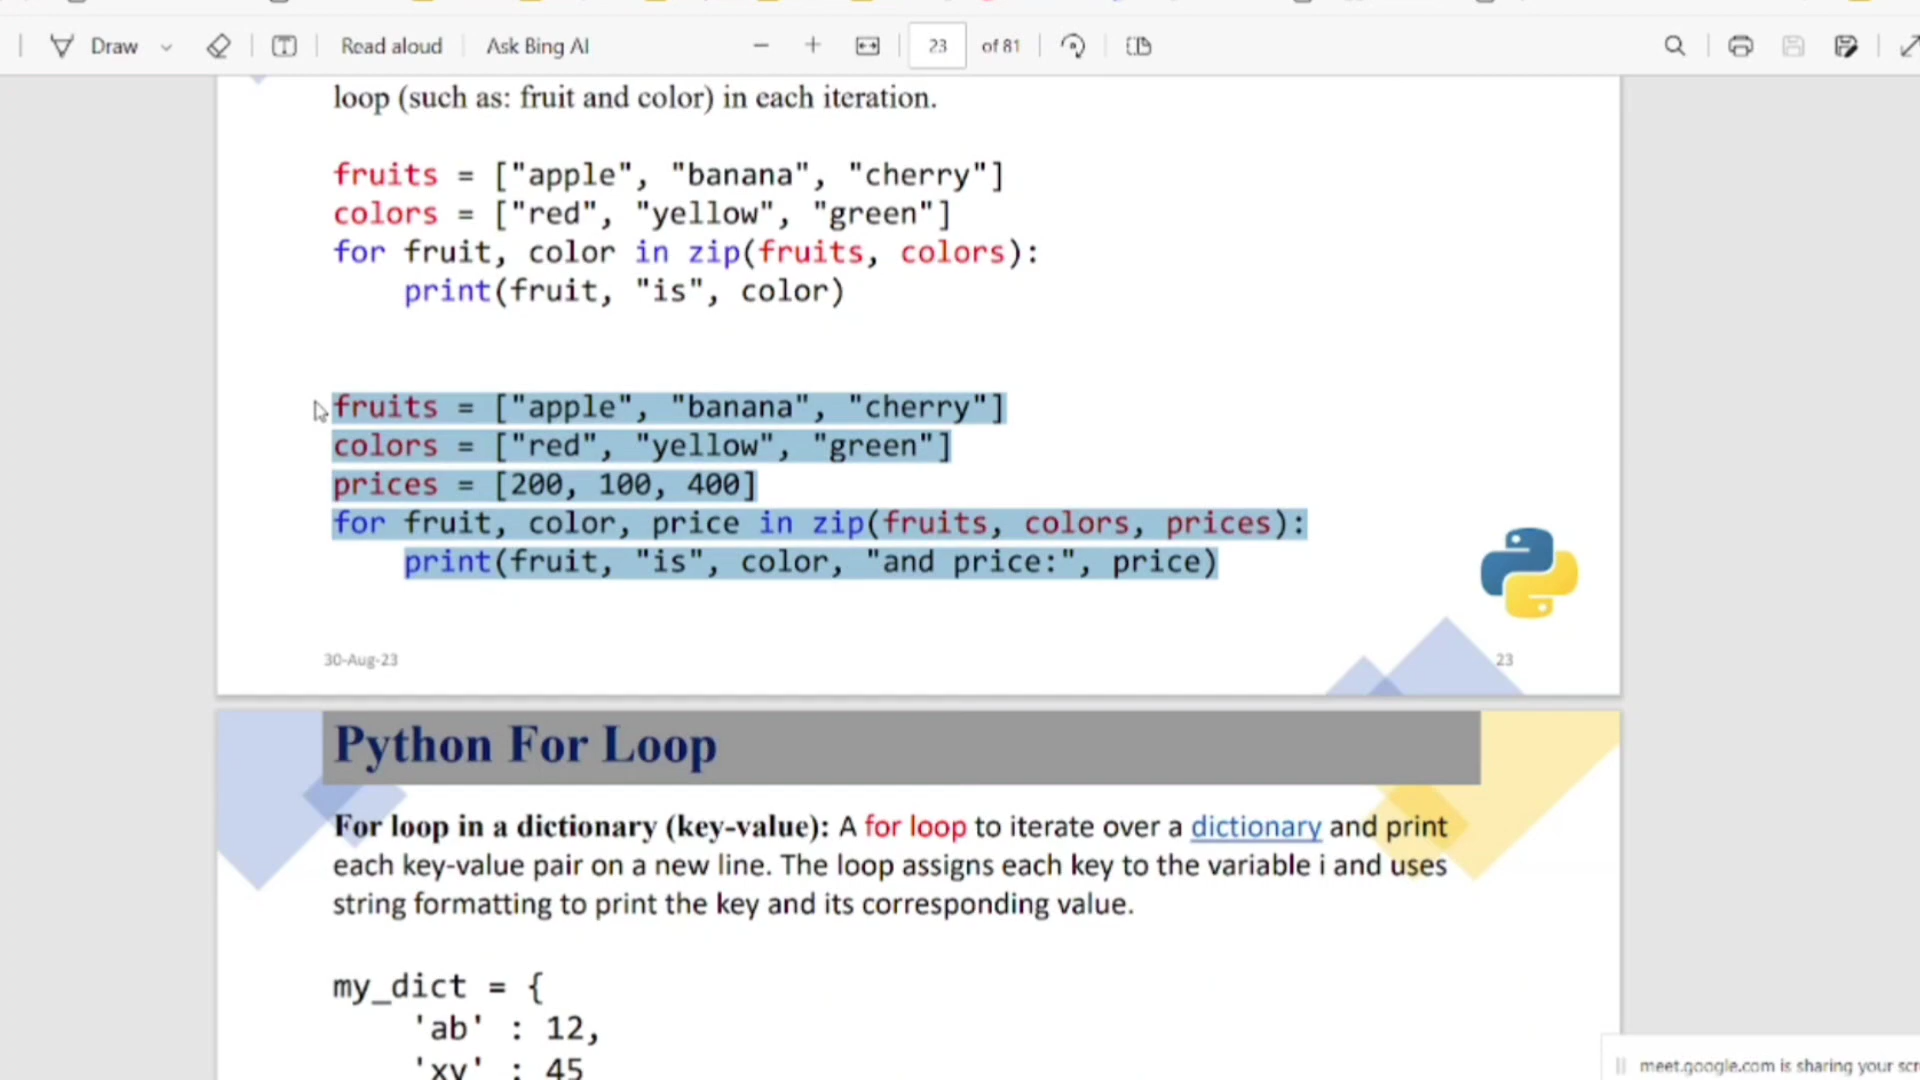 Draw
Read aloud
Ask Bing AI
23
of 81
loop (such as: fruit and color) in each iteration.
fruits = ["apple", "banana", "cherry"]
colors = ["red", "yellow", "green"]
for fruit, color in zip(fruits, colors):
    print(fruit, "is", color)
fruits = ["apple", "banana", "cherry"]
colors = ["red", "yellow", "green"]
prices = [200, 100, 400]
for fruit, color, price in zip(fruits, colors, prices):
    print(fruit, "is", color, "and price:", price)
30-Aug-23
23
Python For Loop
For loop in a dictionary (key-value): A for loop to iterate over a dictionary and print
each key-value pair on a new line. The loop assigns each key to the variable i and uses
string formatting to print the key and its corresponding value.
my_dict = {
    'ab' : 12,
    'xy' : 45
meet.google.com is sharing your scr